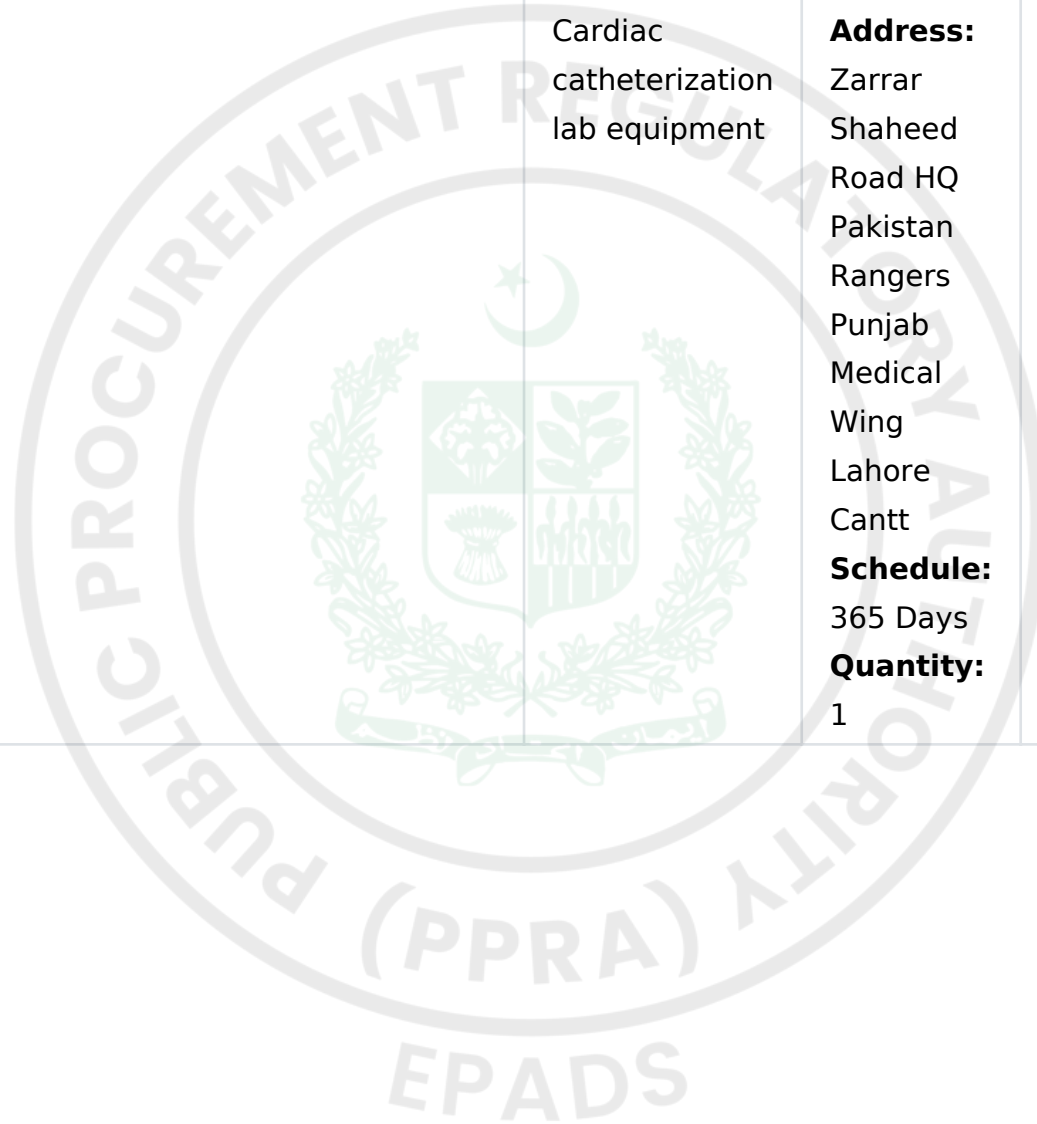 Cardiac
catheterization
lab equipment
Address:
Zarrar
Shaheed
Road HQ
Pakistan
Rangers
Punjab
Medical
Wing
Lahore
Cantt
Schedule:
365 Days
Quantity:
1
PUBLIC PROCUREMENT REGULATORY AUTHORITY
(PPRA)
EPADS